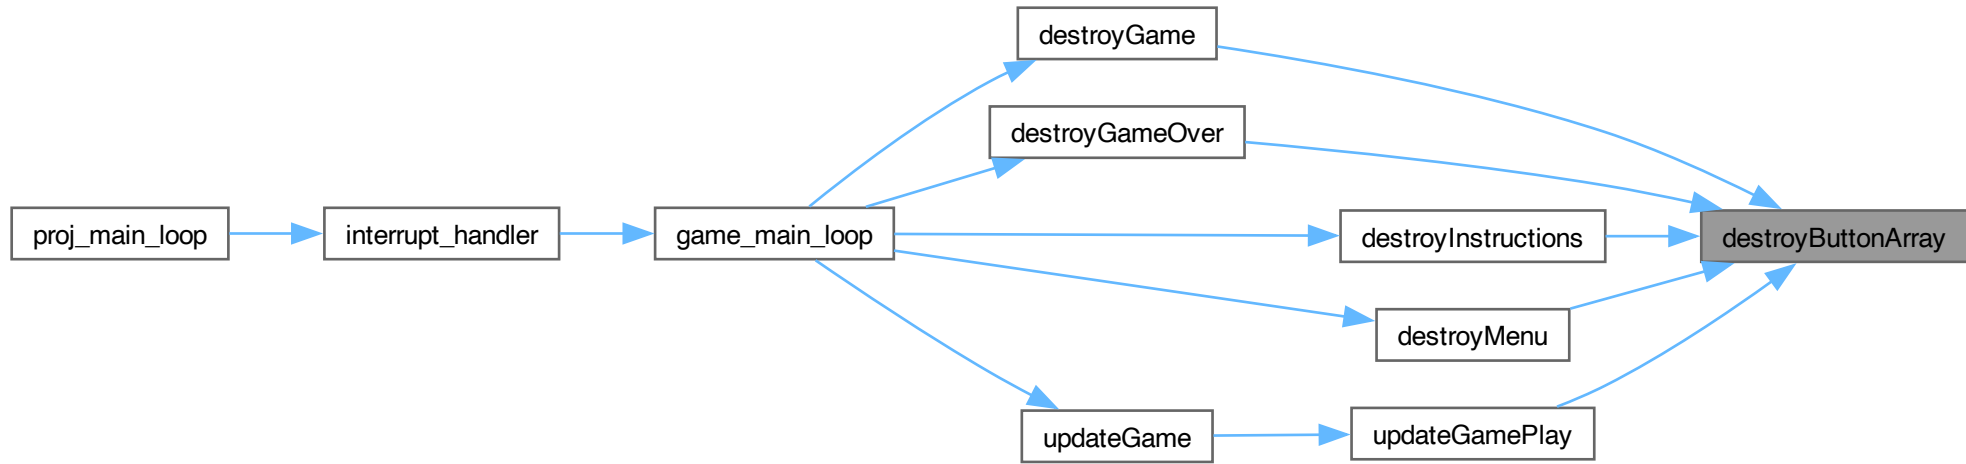 destroyGame
destroyGameOver
proj_main_loop
interrupt_handler
game_main_loop
destroyInstructions
destroyButtonArray
destroyMenu
updateGame
updateGamePlay